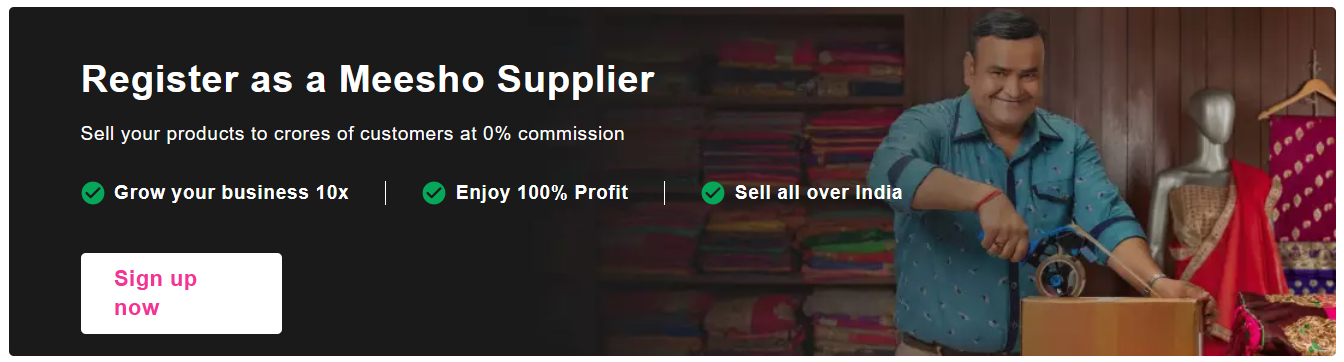 Register as a Meesho Supplier
Sell your products to crores of customers at 0% commission
Grow your business 10x
Enjoy 100% Profit
Sell all over India
Sign up
now